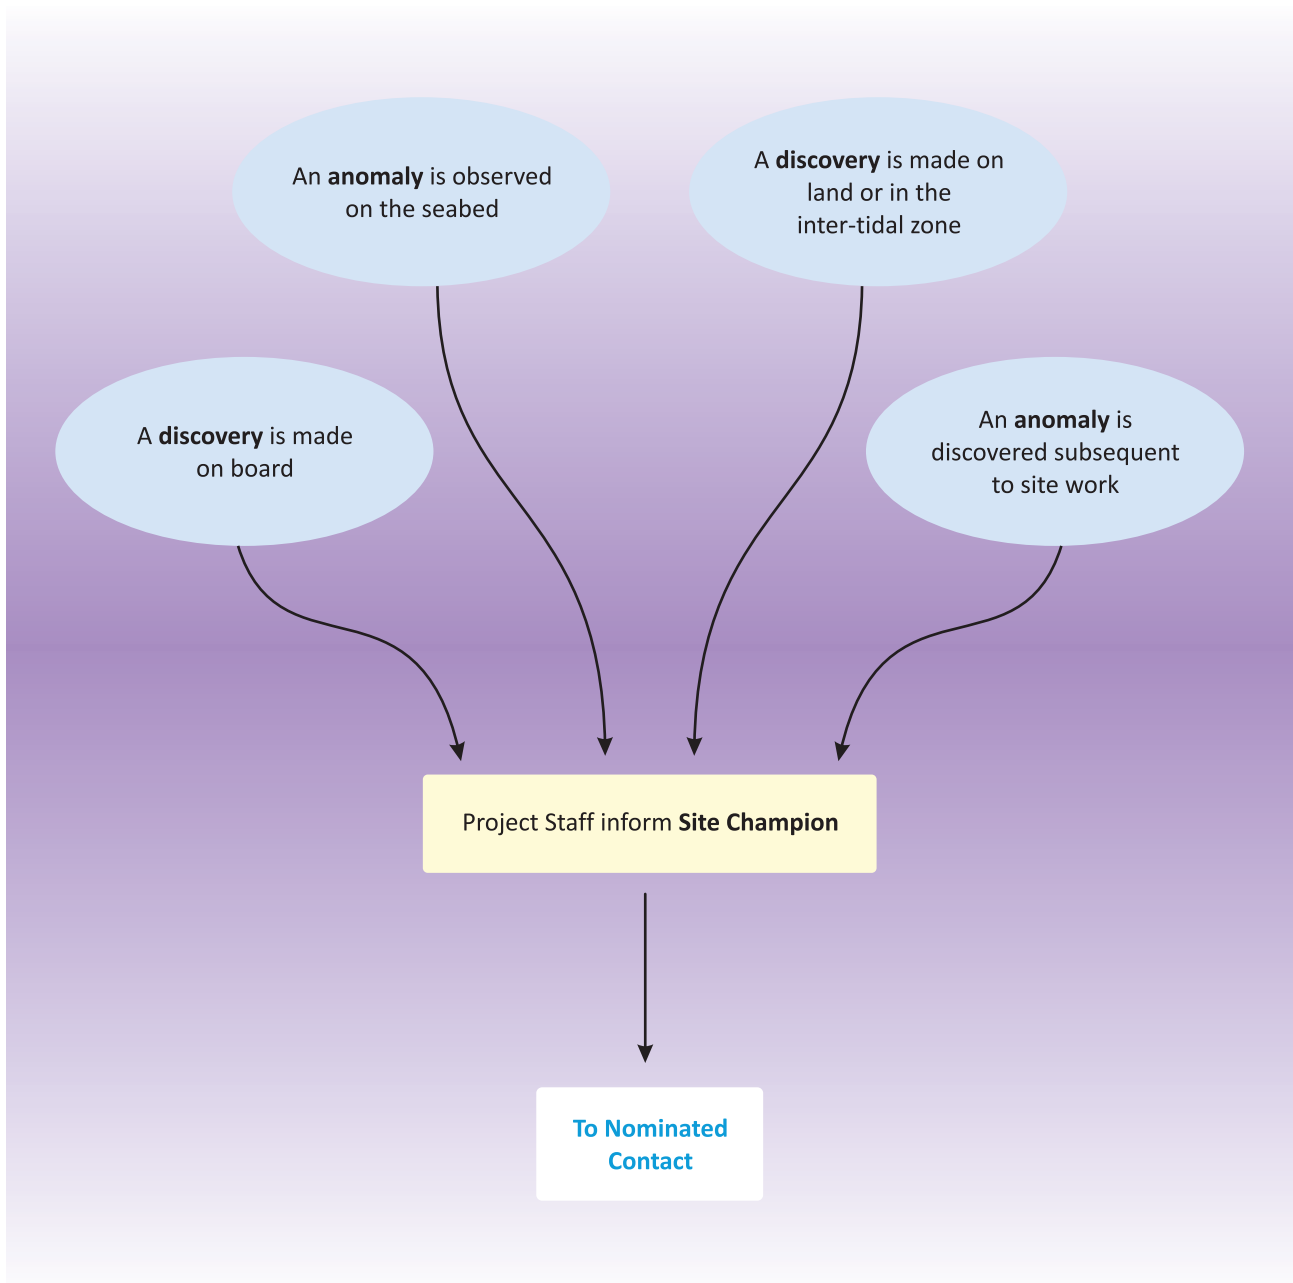 An anomaly is observed
on the seabed
A discovery is made on
land or in the
inter-tidal zone
A discovery is made
on board
An anomaly is
discovered subsequent
to site work
Project Staff inform Site Champion
To Nominated
Contact